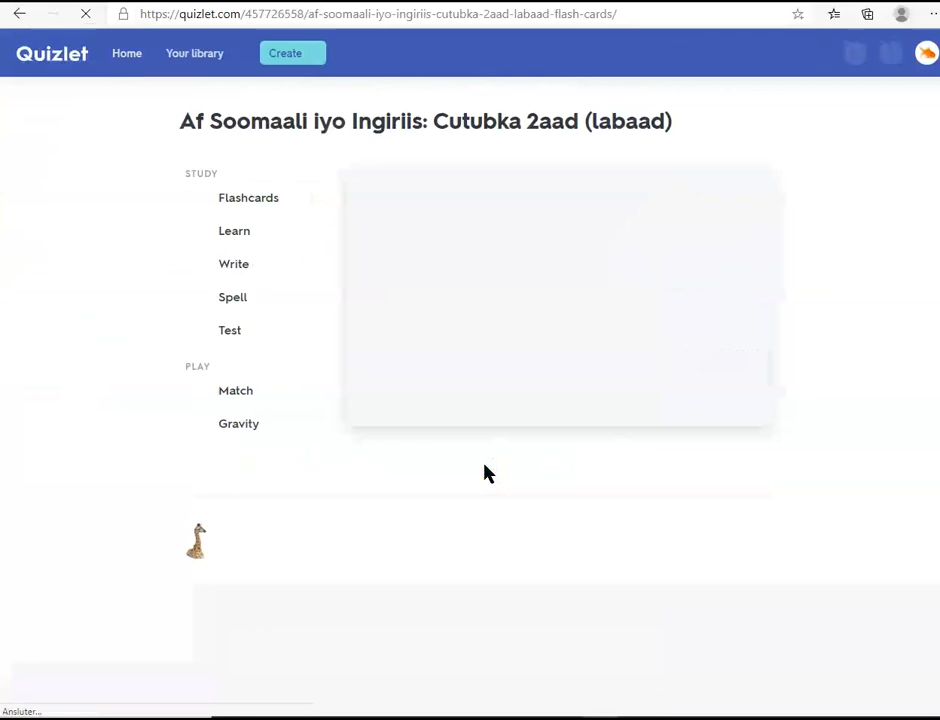 https://quizlet.com/457726558/af-soomaali-iyo-ingiriis-cutubka-2aad-labaad-flash-cards/
Quizlet Home Your library Create
Af Soomaali iyo Ingiriis: Cutubka 2aad (labaad)
STUDY
Flashcards
Learn
Write
Spell
Test
PLAY
Match
Gravity
Ansluter...